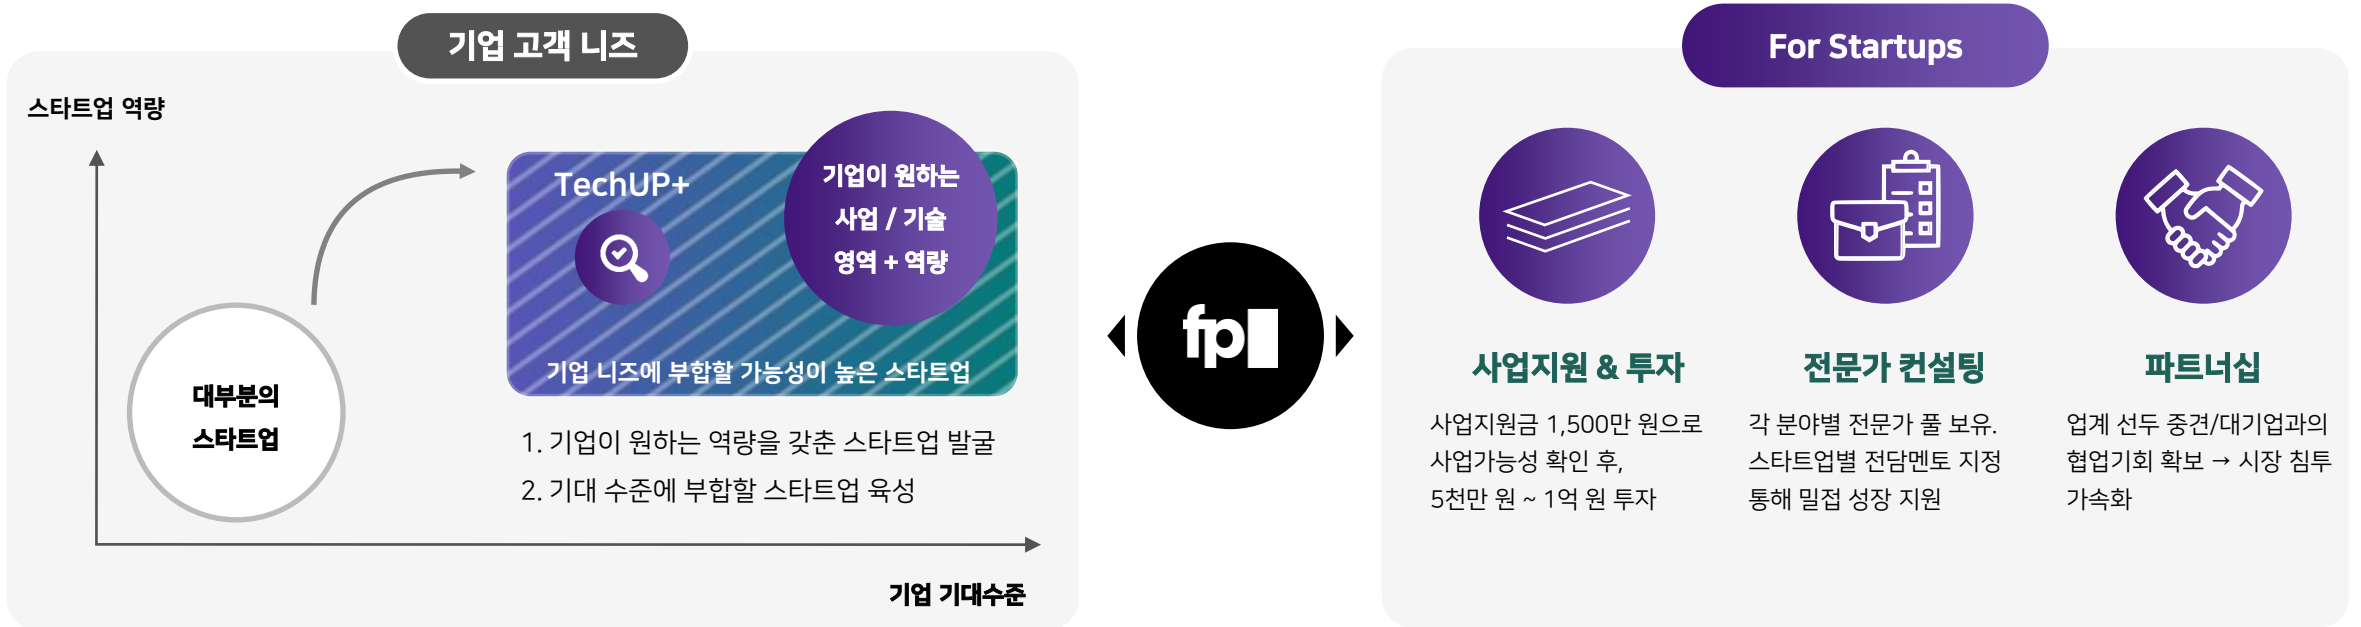 기업 고객 니즈
스타트업 역량
TechUP+
기업이 원하는
사업 / 기술
영역 + 역량
기업 니즈에 부합할 가능성이 높은 스타트업
대부분의
스타트업
1. 기업이 원하는 역량을 갖춘 스타트업 발굴
2. 기대 수준에 부합할 스타트업 육성
기업 기대수준
fp
For Startups
사업지원 & 투자
사업지원금 1,500만 원으로
사업가능성 확인 후,
5천만 원 ~ 1억 원 투자
전문가 컨설팅
각 분야별 전문가 풀 보유.
스타트업별 전담멘토 지정
통해 밀접 성장 지원
파트너십
업계 선두 중견/대기업과의
협업기회 확보 → 시장 침투
가속화